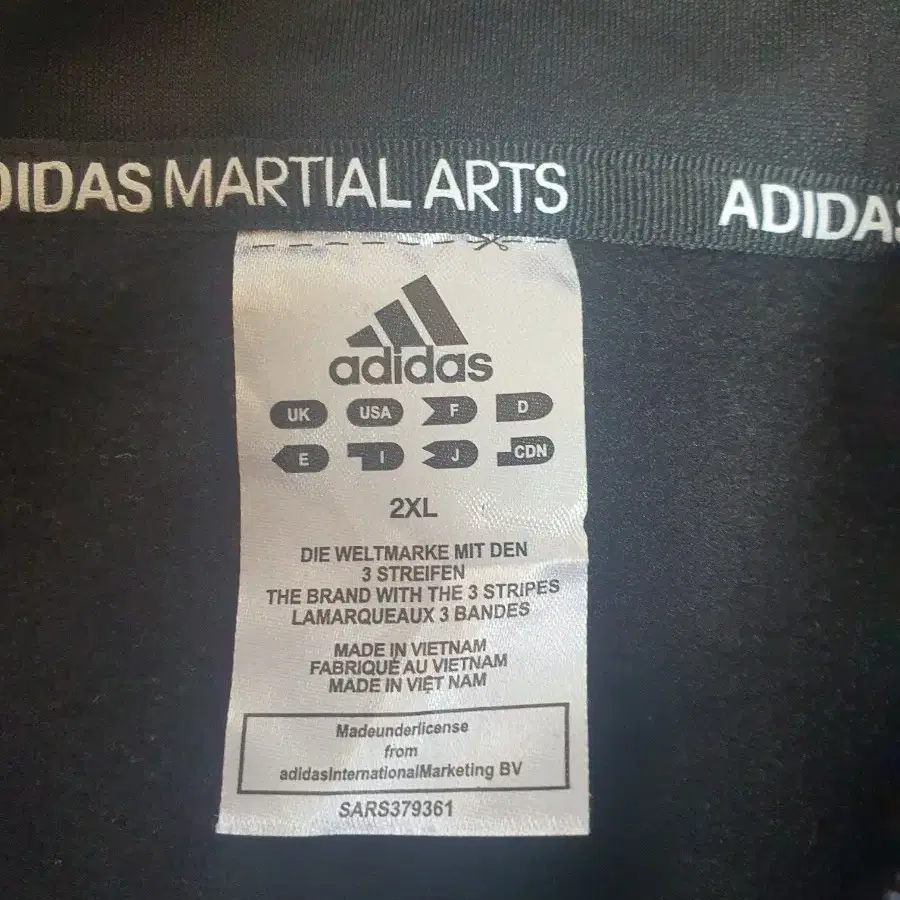 ADIDAS MARTIAL ARTS ADIDAS
adidas
UK USA F D
E I J CDN
2XL
DIE WELTMARKE MIT DEN
3 STREIFEN
THE BRAND WITH THE 3 STRIPES
LAMARQUEAUX 3 BANDES
MADE IN VIETNAM
FABRIQUÉ AU VIETNAM
MADE IN VIỆT NAM
Madeunderlicense
from
adidasInternationalMarketing BV
SARS379361